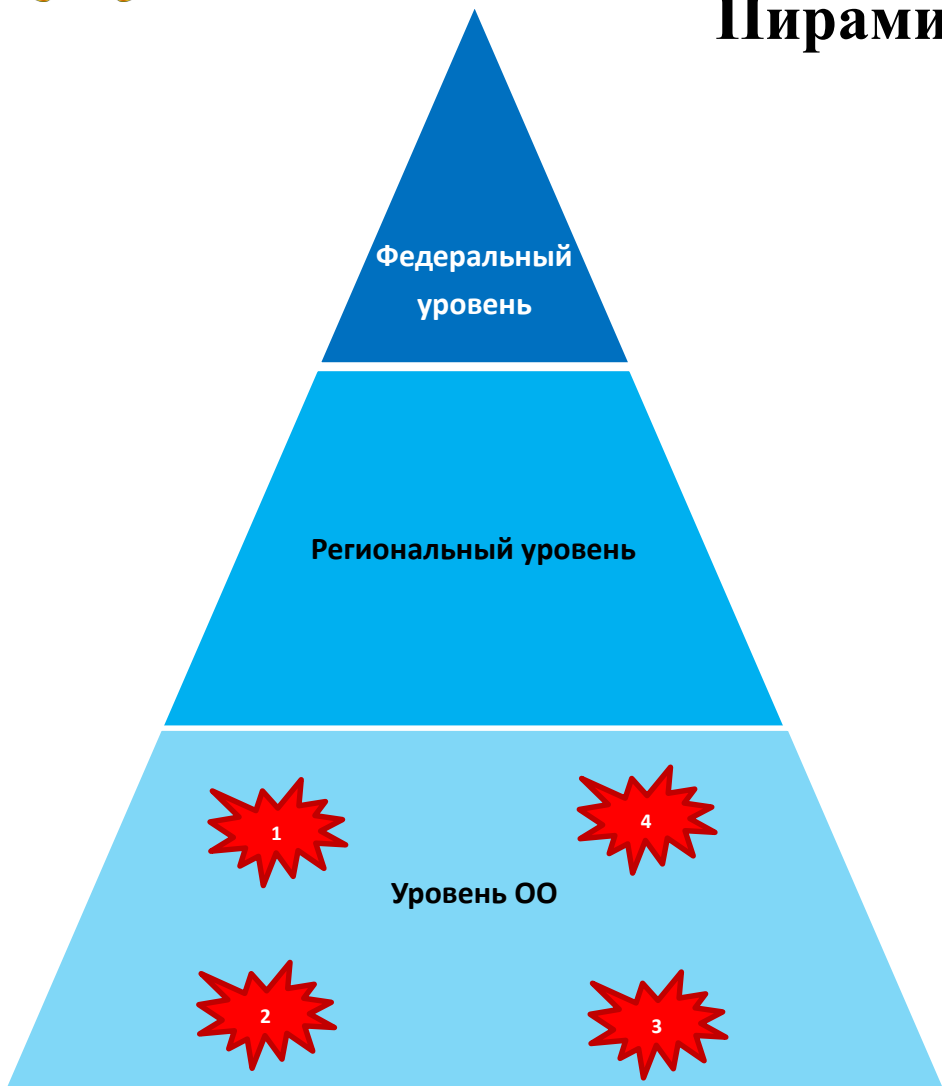 Пирами
Федеральный
уровень
Региональный уровень
1
4
Уровень ОО
2
3